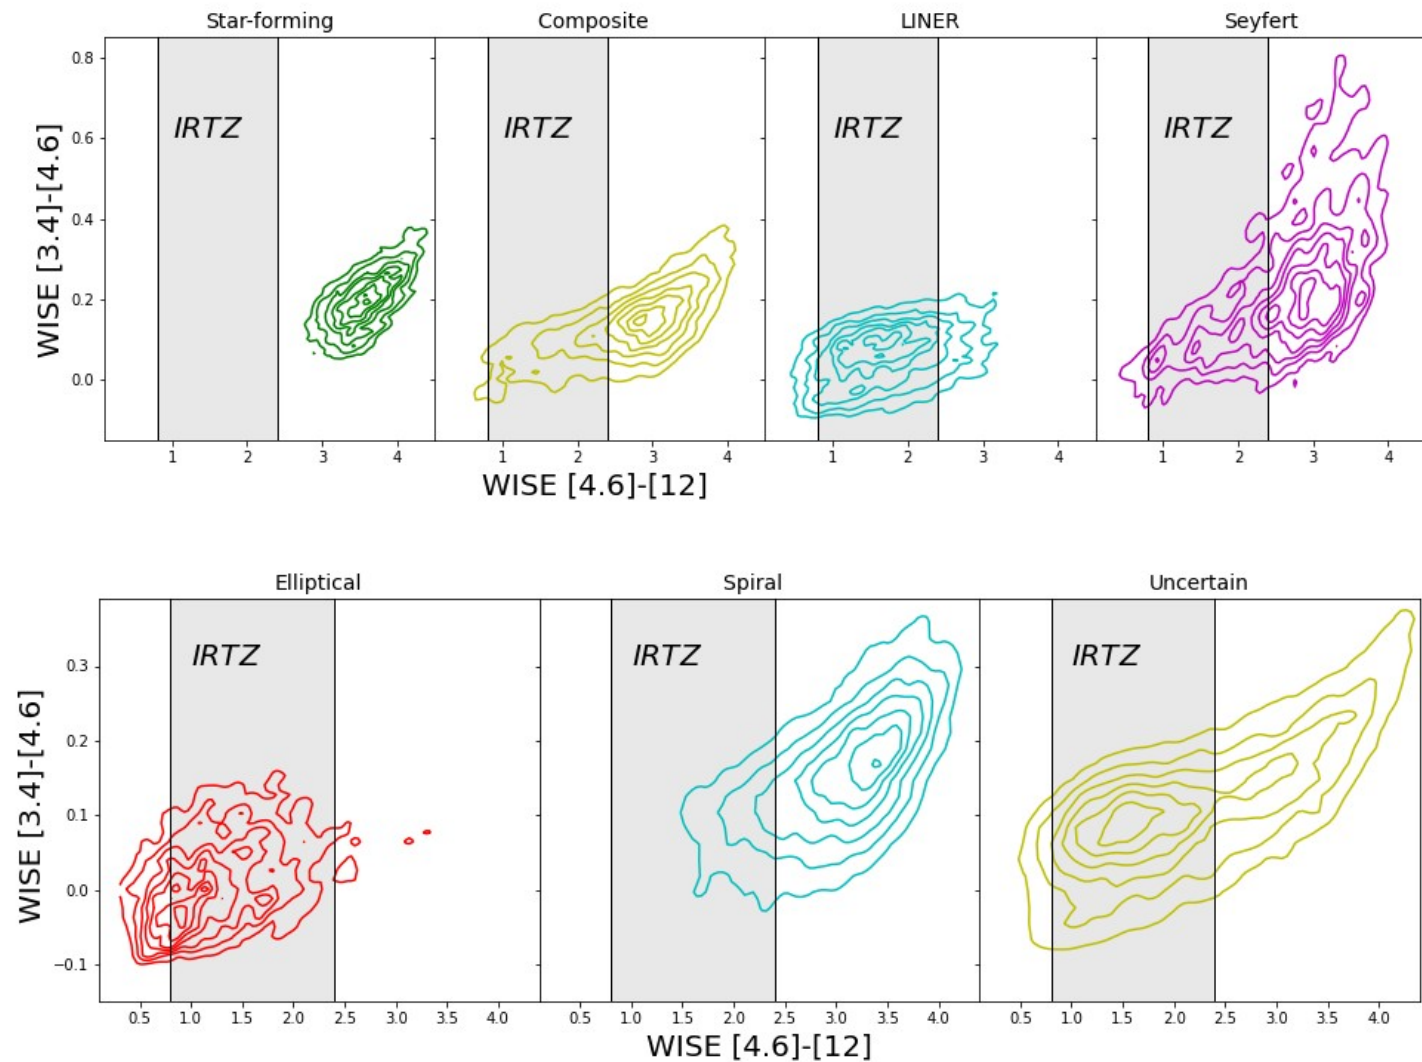 Star-forming Composite LINER Seyfert
0.8
0.6
0.4
0.2
0.0
WISE [3.4]-[4.6]
IRTZ IRTZ IRTZ IRTZ
1 2 3 4 1 2 3 4 1 2 3 4 1 2 3 4
WISE [4.6]-[12]
Elliptical Spiral Uncertain
0.3
0.2
0.1
0.0
−0.1
WISE [3.4]-[4.6]
IRTZ IRTZ IRTZ
0.5 1.0 1.5 2.0 2.5 3.0 3.5 4.0 0.5 1.0 1.5 2.0 2.5 3.0 3.5 4.0 0.5 1.0 1.5 2.0 2.5 3.0 3.5 4.0
WISE [4.6]-[12]